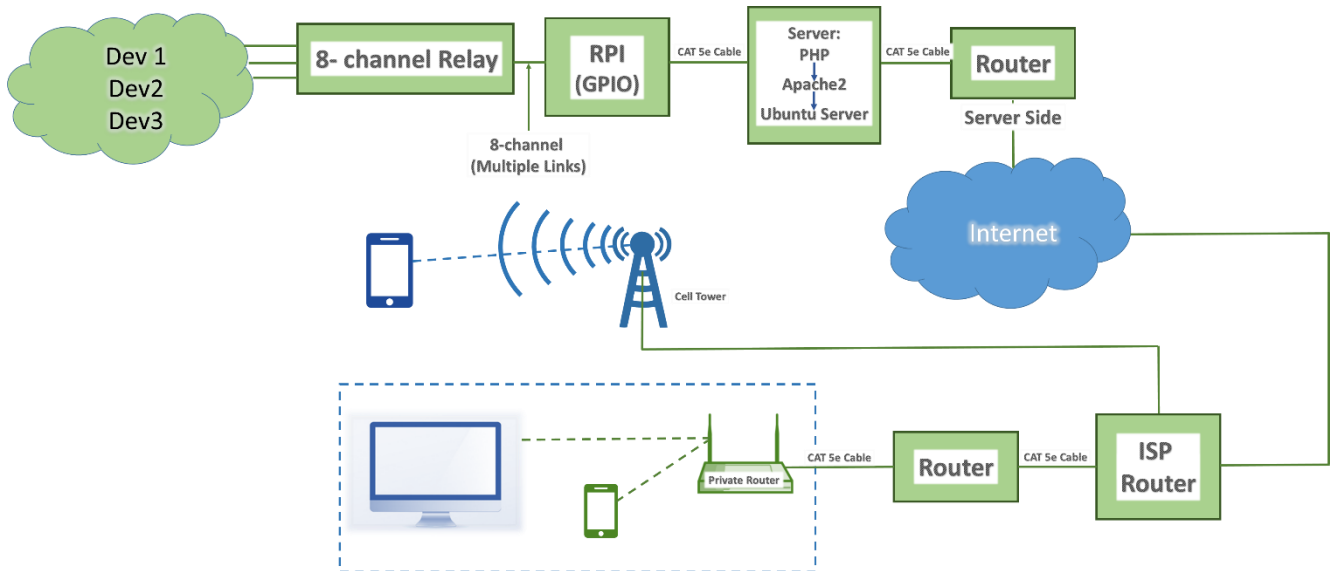 Dev 1
Dev2
Dev3
8- channel Relay
8-channel
(Multiple Links)
RPI
(GPIO)
CAT 5e Cable
Server:
PHP
Apache2
Ubuntu Server
CAT 5e Cable
Router
Server Side
Internet
Cell Tower
Private Router
CAT 5e Cable
Router
CAT 5e Cable
ISP
Router